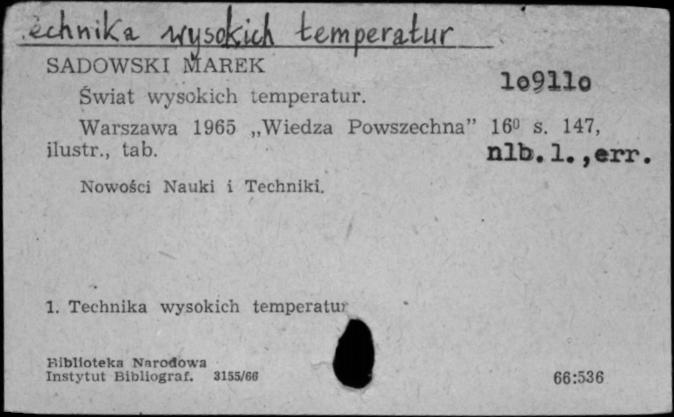 Technika wysokich temperatur
SADOWSKI MAREK
109110
Świat wysokich temperatur.
Warszawa 1965 „Wiedza Powszechna” 16⁰ s. 147,
ilustr., tab.
nlb.1.,err.
Nowości Nauki i Techniki.
1. Technika wysokich temperatur
Biblioteka Narodowa
Instytut Bibliograf. 3155/66
66:536